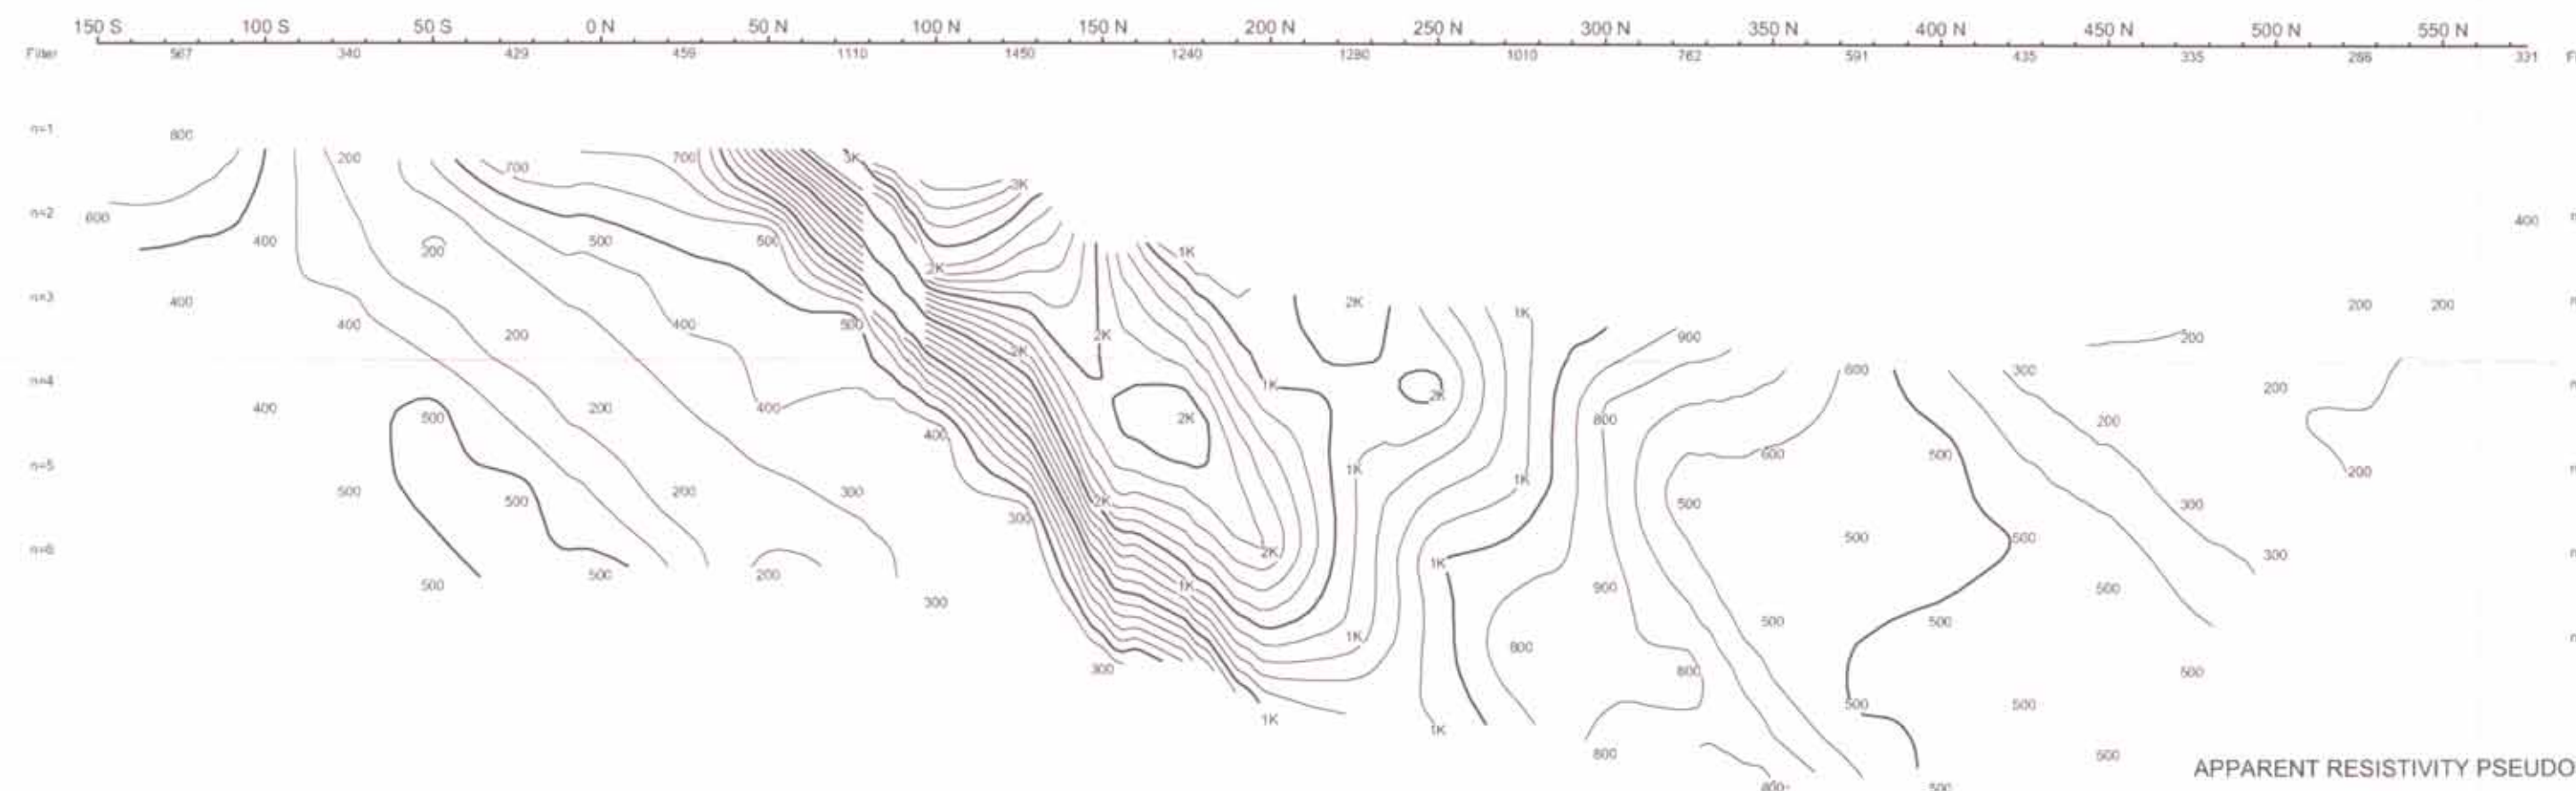 150 S 100 S 50 S 0 N 50 N 100 N 150 N 200 N 250 N 300 N 350 N 400 N 450 N 500 N 550 N
Filter 567 340 429 459 1110 1450 1240 1280 1010 762 591 435 335 286 331
n=1 800
200 700 700 3K 3K
n=2 600 400
400 200 500 500 2K 1K
n=3 400 2K 200 200
400 200 400 500 2K 2K 1K 900 200
n=4 600 300 200
400 500 200 400 400 1K 2K 2K 800 200
n=5 1K 600 500 200
500 500 200 300 300 2K 1K 500 300
n=6 2K 1K 500 500 300
500 500 200 300 1K 900 500
300 1K 800 800 500 500 500
1K 1K 800 500 500 500
APPARENT RESISTIVITY PSEUDO